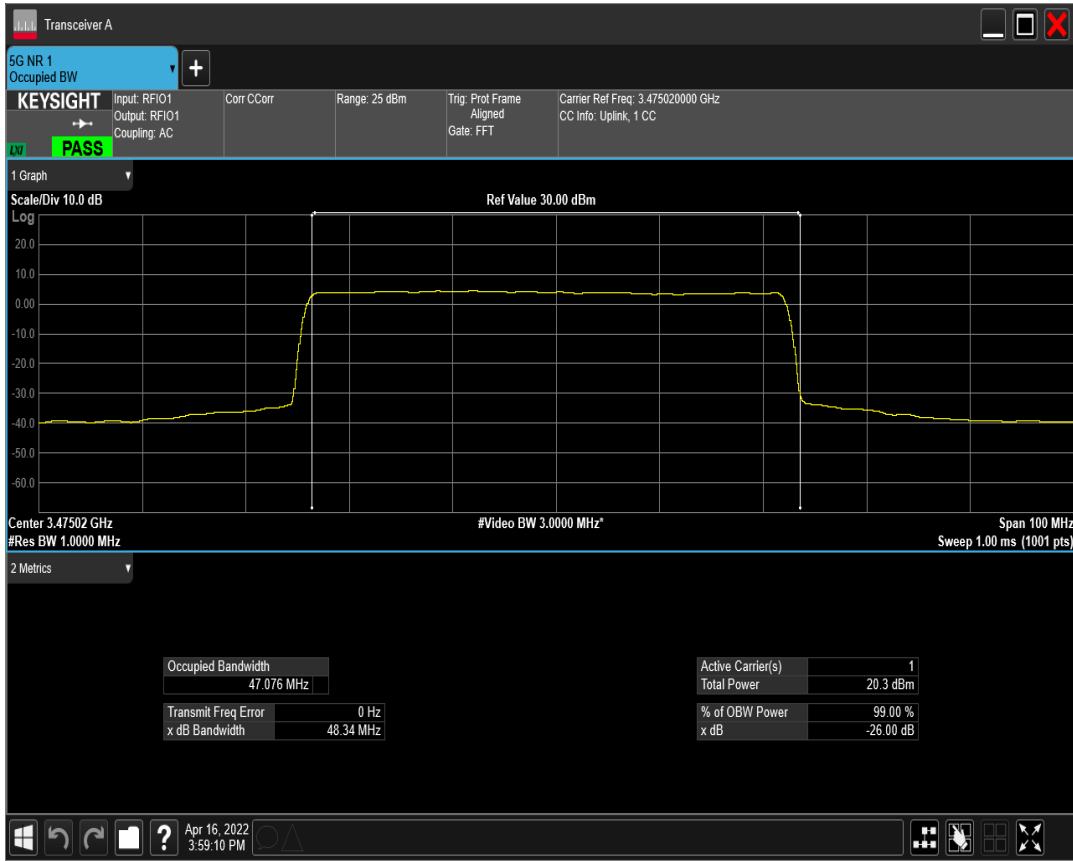 Transceiver A
5G NR 1
Occupied BW
KEYSIGHT
LXI
PASS
Input: RFIO1
Output: RFIO1
Coupling: AC
Corr CCorr
Range: 25 dBm
Trig: Prot Frame
Aligned
Gate: FFT
Carrier Ref Freq: 3.475020000 GHz
CC Info: Uplink, 1 CC
1 Graph
Scale/Div 10.0 dB
Ref Value 30.00 dBm
Log
20.0
10.0
0.00
-10.0
-20.0
-30.0
-40.0
-50.0
-60.0
Center 3.47502 GHz
#Video BW 3.0000 MHz*
Span 100 MHz
#Res BW 1.0000 MHz
Sweep 1.00 ms (1001 pts)
2 Metrics
Occupied Bandwidth
47.076 MHz
Transmit Freq Error 0 Hz
x dB Bandwidth 48.34 MHz
Active Carrier(s) 1
Total Power 20.3 dBm
% of OBW Power 99.00 %
x dB -26.00 dB
?
Apr 16, 2022
3:59:10 PM